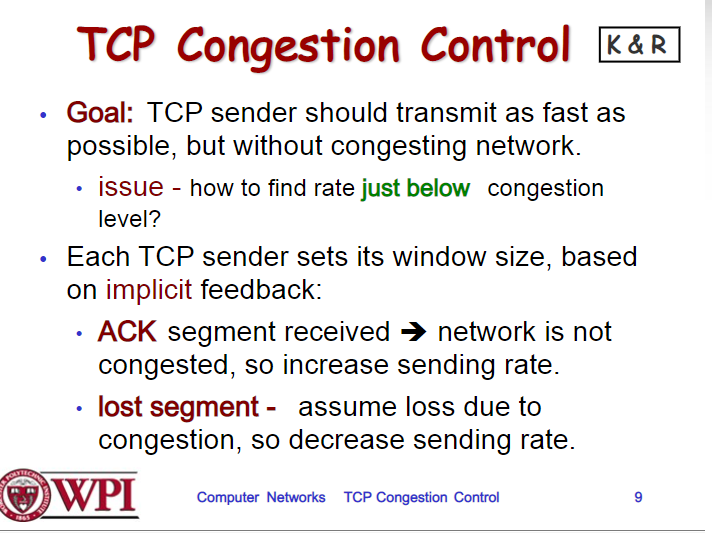 TCP Congestion Control
K & R
• Goal: TCP sender should transmit as fast as
possible, but without congesting network.
• issue - how to find rate just below congestion
level?
• Each TCP sender sets its window size, based
on implicit feedback:
• ACK segment received ➔ network is not
congested, so increase sending rate.
• lost segment - assume loss due to
congestion, so decrease sending rate.
WPI
Computer Networks TCP Congestion Control
9